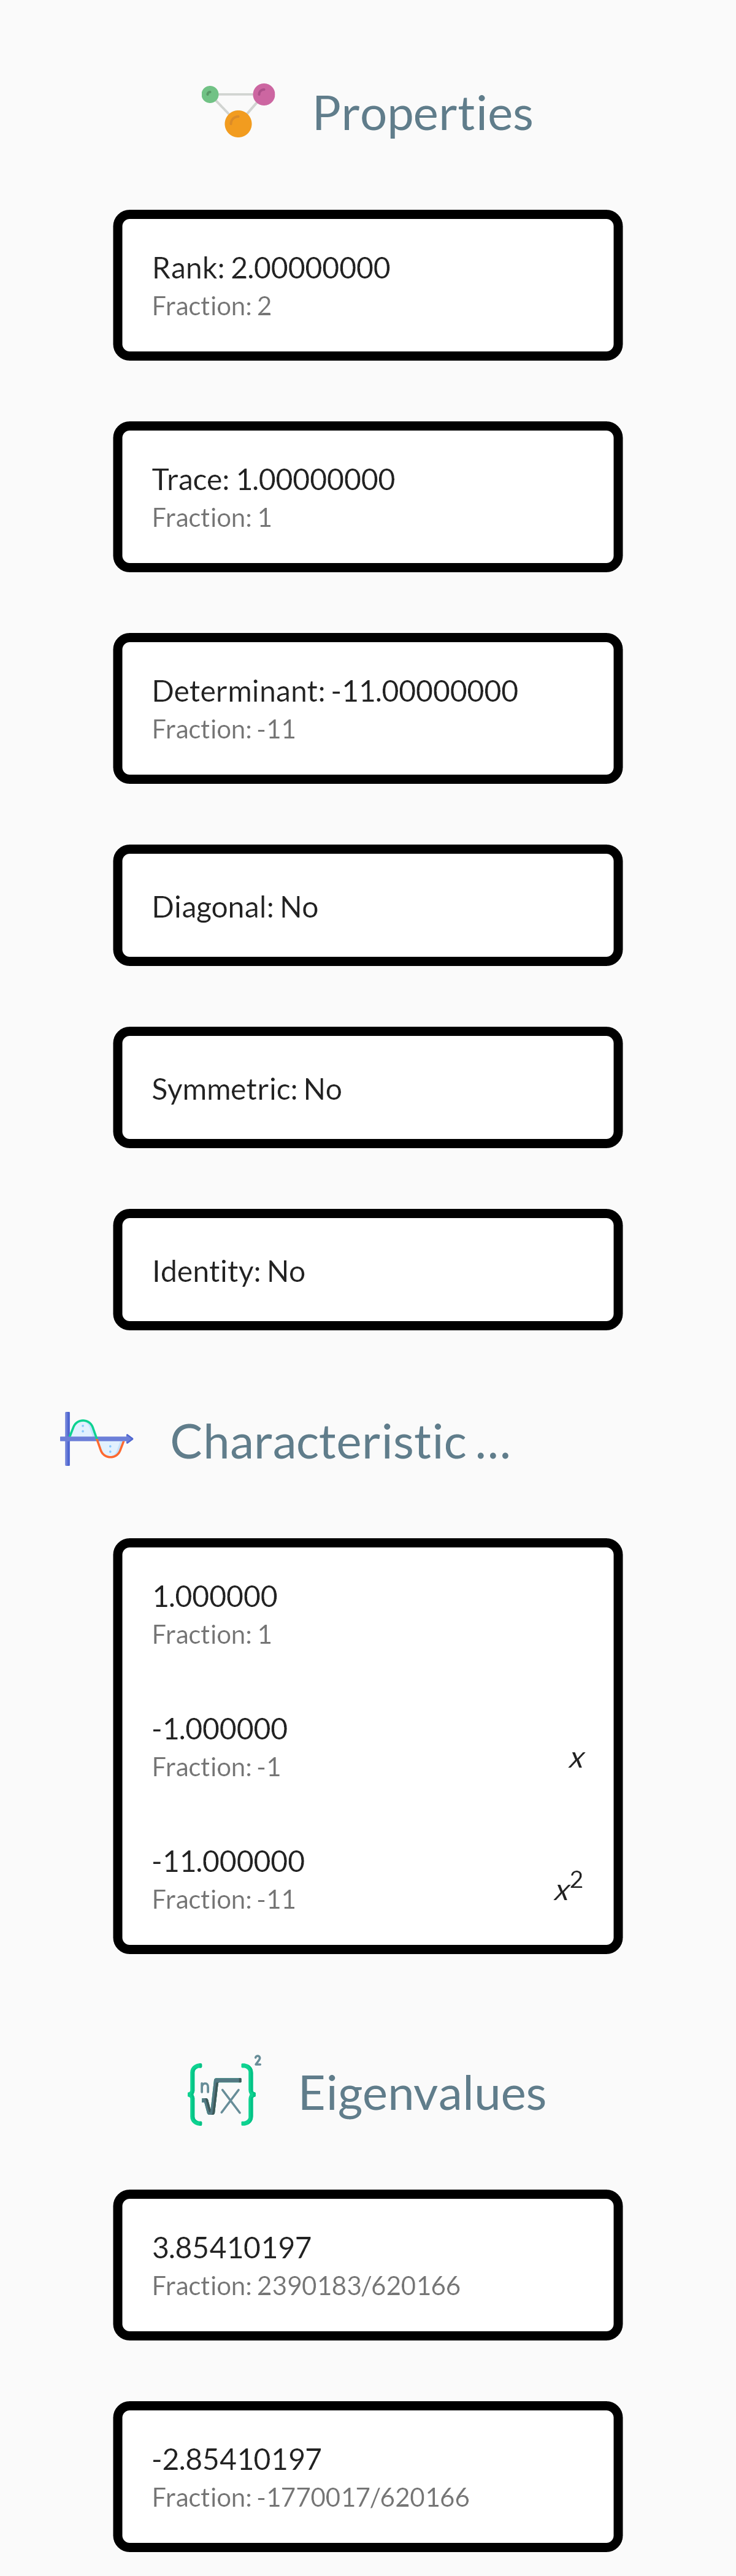 Properties
Rank: 2.00000000
Fraction: 2
Trace: 1.00000000
Fraction: 1
Determinant: -11.00000000
Fraction: -11
Diagonal: No
Symmetric: No
Identity: No
Characteristic ...
1.000000
Fraction: 1
-1.000000
Fraction: -1
x
-11.000000
Fraction: -11
x²
{ⁿ√X}²
Eigenvalues
3.85410197
Fraction: 2390183/620166
-2.85410197
Fraction: -1770017/620166